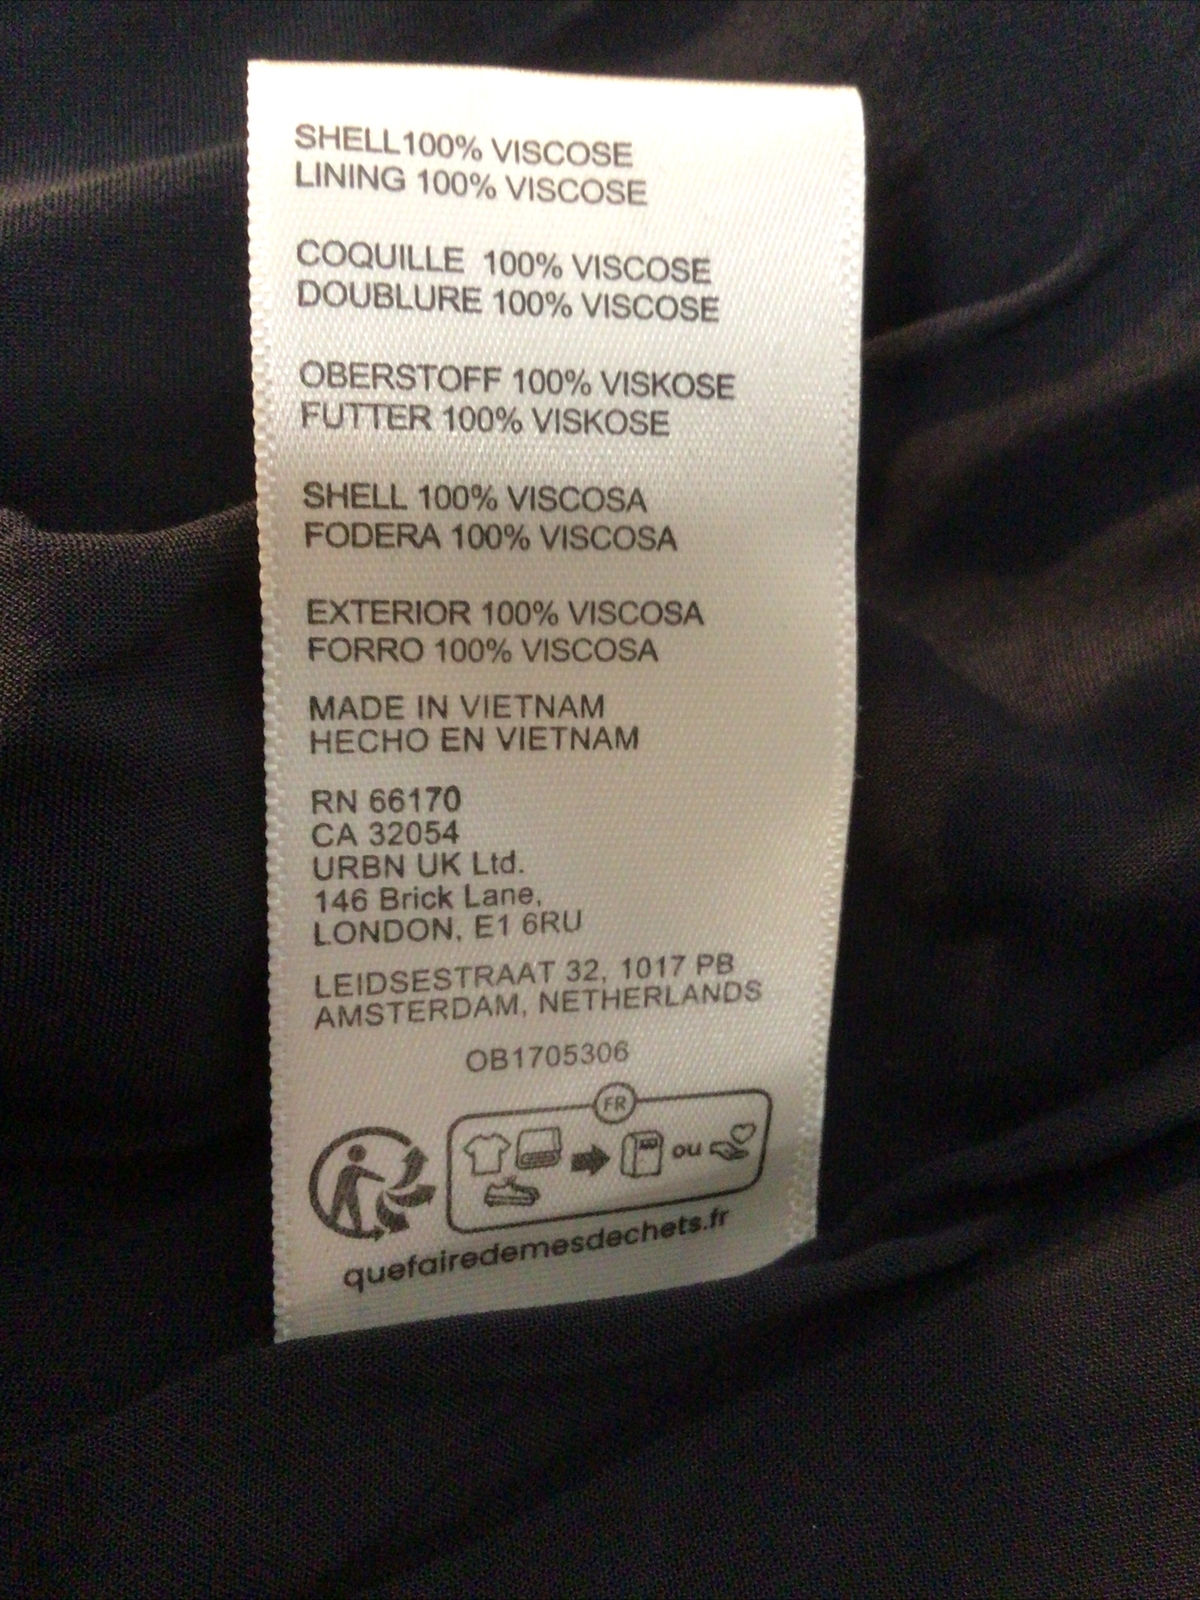 SHELL100% VISCOSE
LINING 100% VISCOSE
COQUILLE 100% VISCOSE
DOUBLURE 100% VISCOSE
OBERSTOFF 100% VISKOSE
FUTTER 100% VISKOSE
SHELL 100% VISCOSA
FODERA 100% VISCOSA
EXTERIOR 100% VISCOSA
FORRO 100% VISCOSA
MADE IN VIETNAM
HECHO EN VIETNAM
RN 66170
CA 32054
URBN UK Ltd.
146 Brick Lane,
LONDON, E1 6RU
LEIDSESTRAAT 32, 1017 PB
AMSTERDAM, NETHERLANDS
OB1705306
FR
ou
quefairedemesdechets.fr